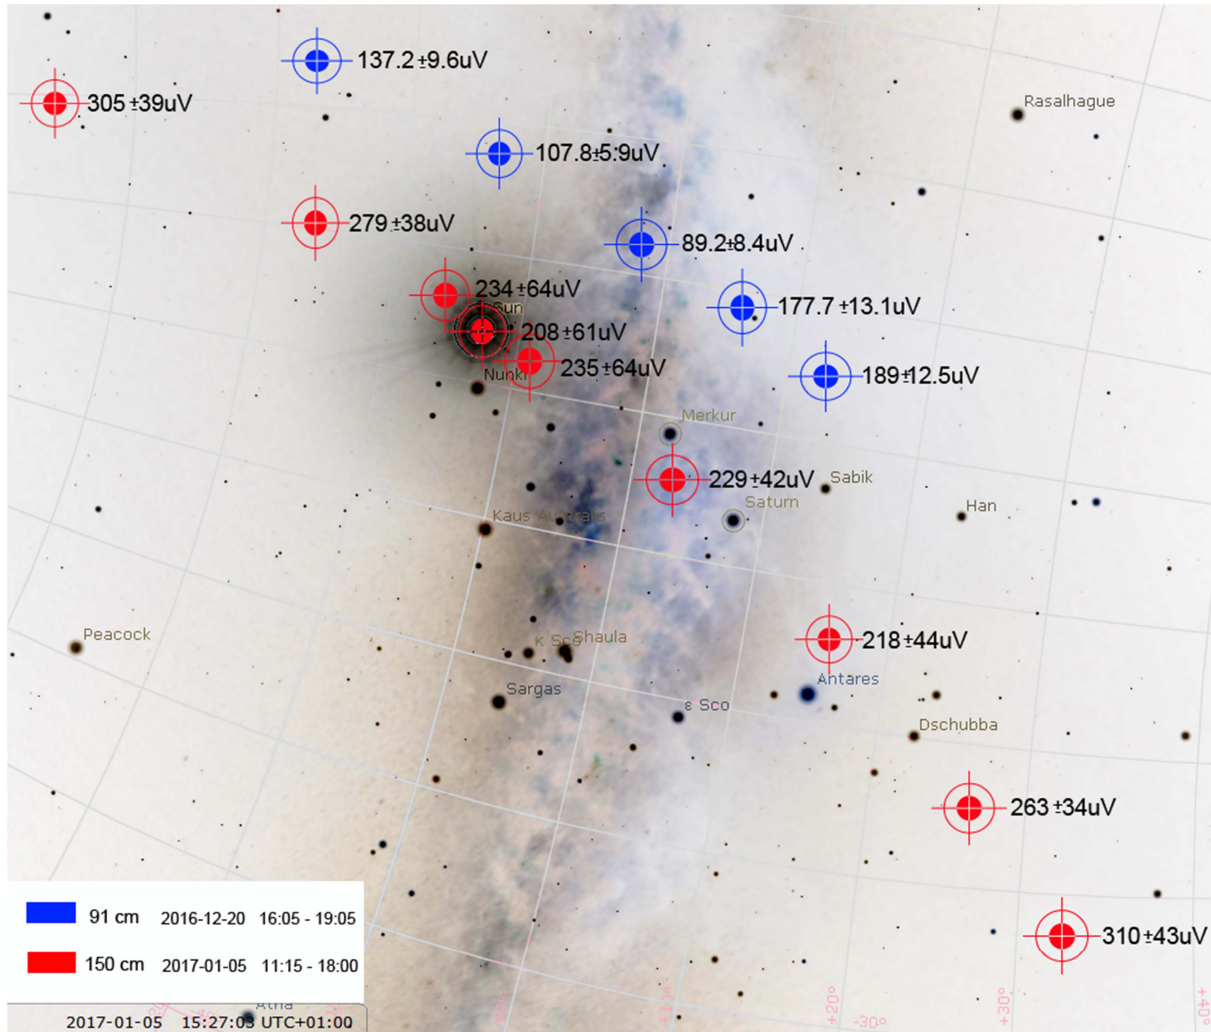 137.2 ±9.6uV
305 ±39uV
Rasalhague
107.8±5.9uV
279 ±38uV
89.2±8.4uV
234 ±64uV
Sun
177.7 ±13.1uV
208 ±61uV
235 ±64uV
Nunki
189±12.5uV
Merkur
229 ±42uV
Sabik
Saturn
Han
Kaus Australis
Peacock
κ Sco
Shaula
218 ±44uV
Antares
Sargas
ε Sco
Dschubba
263 ±34uV
91 cm 2016-12-20 16:05 - 19:05
310 ±43uV
150 cm 2017-01-05 11:15 - 18:00
+10°
+20°
-30°
+30°
+40°
2017-01-05 15:27:03 UTC+01:00